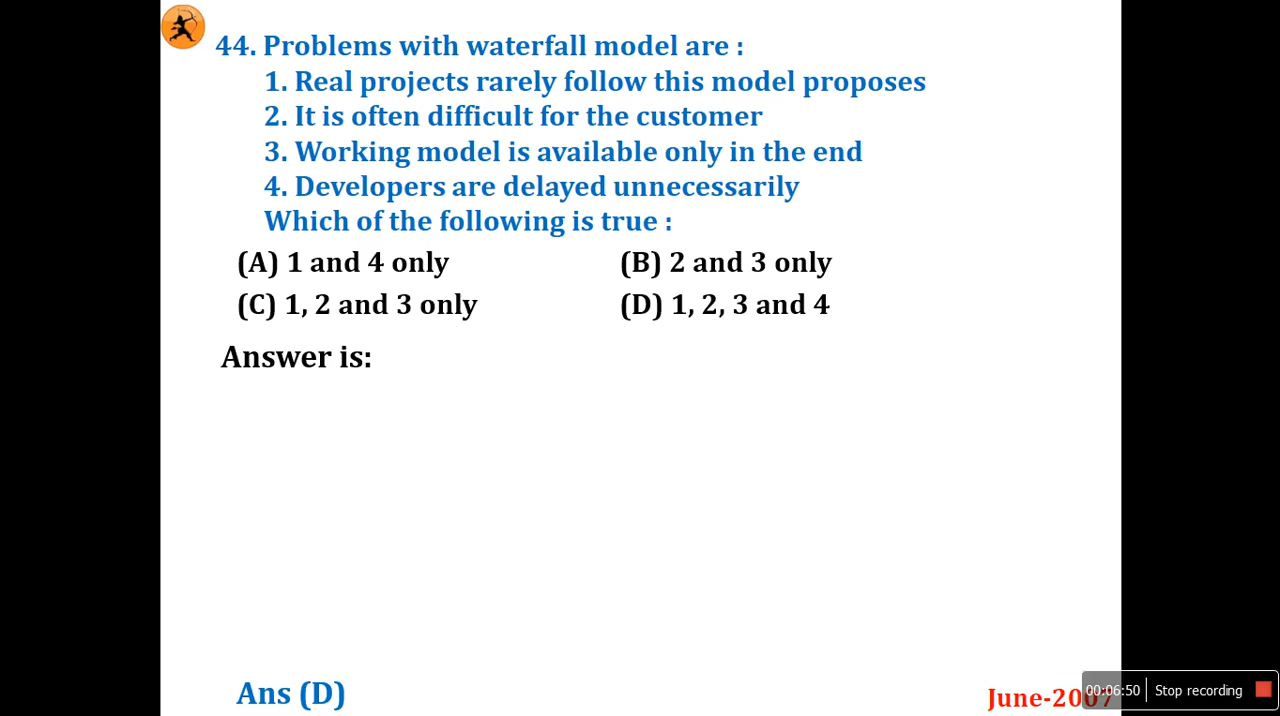 44. Problems with waterfall model are :
1. Real projects rarely follow this model proposes
2. It is often difficult for the customer
3. Working model is available only in the end
4. Developers are delayed unnecessarily
Which of the following is true :
(A) 1 and 4 only (B) 2 and 3 only
(C) 1, 2 and 3 only (D) 1, 2, 3 and 4
Answer is:
Ans (D)
June-2007
00:06:50 Stop recording